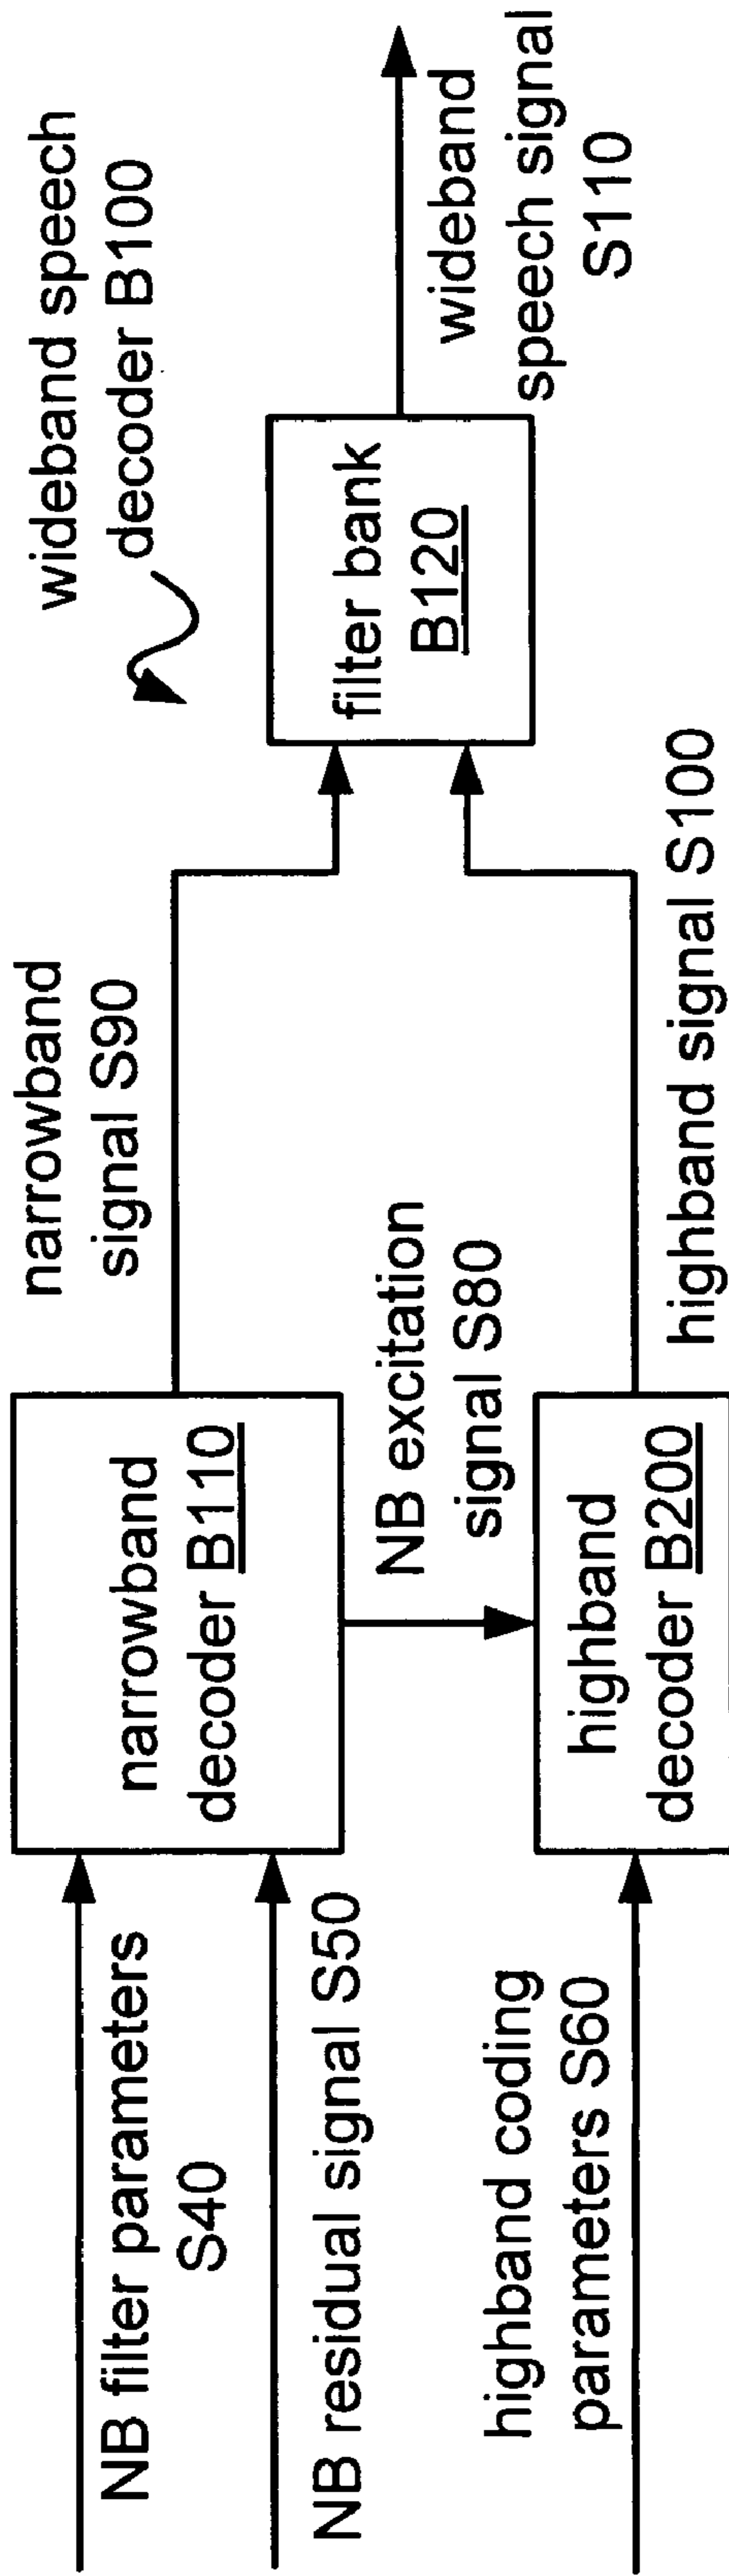 NB filter parameters
S40
NB residual signal S50
highband coding
parameters S60
narrowband
decoder B110
highband
decoder B200
NB excitation
signal S80
narrowband
signal S90
highband signal S100
filter bank
B120
wideband speech
decoder B100
wideband
speech signal
S110